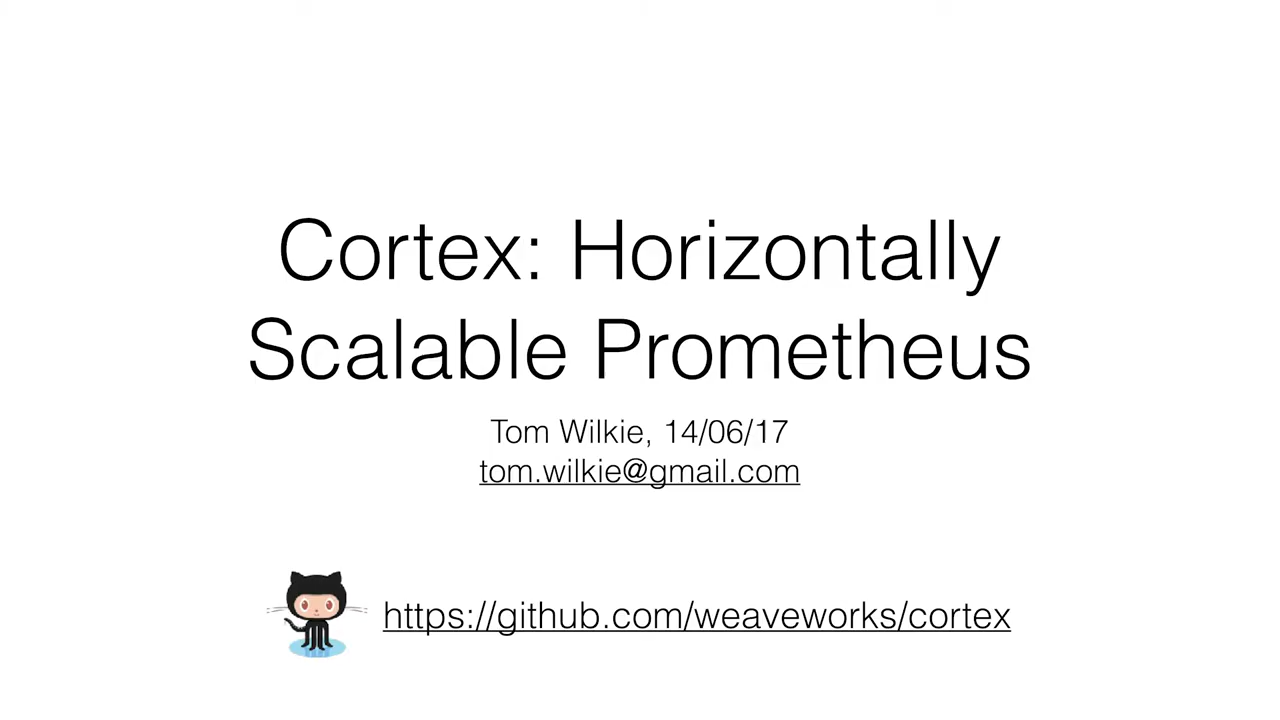 Cortex: Horizontally
Scalable Prometheus
Tom Wilkie, 14/06/17
tom.wilkie@gmail.com
https://github.com/weaveworks/cortex